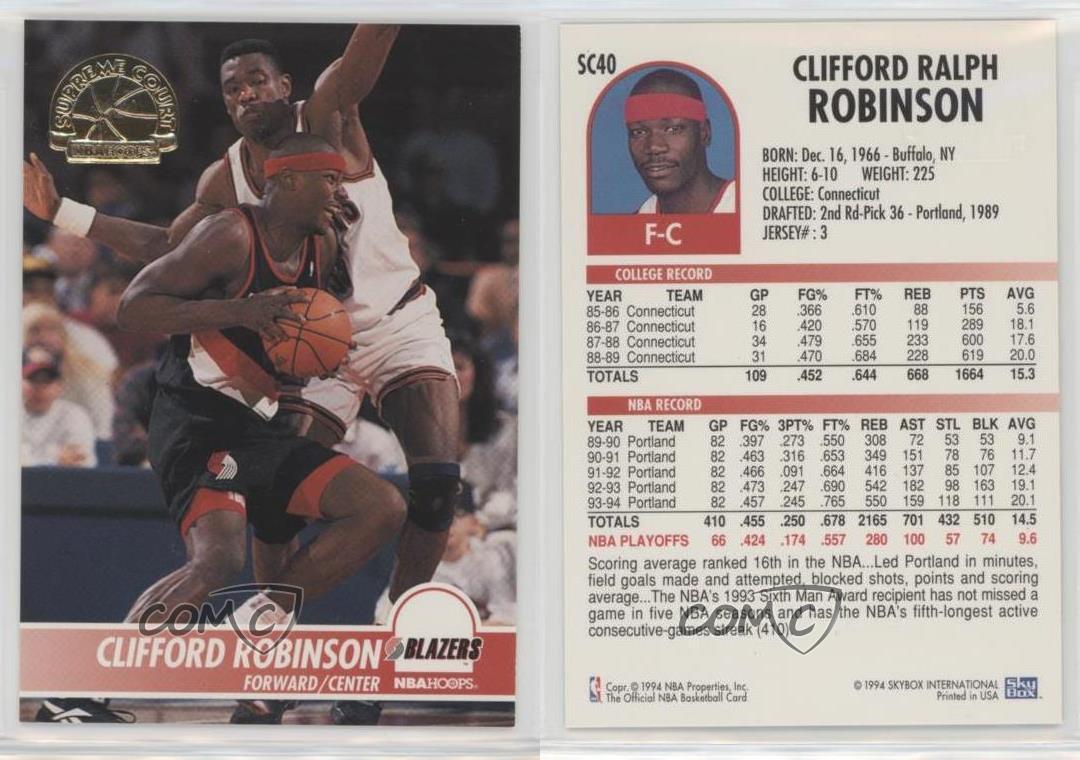 SUPREME COURT
NBA HOOPS
COMC
CLIFFORD ROBINSON
BLAZERS
FORWARD/CENTER NBA HOOPS
SC40
CLIFFORD RALPH
ROBINSON
BORN: Dec. 16, 1966 - Buffalo, NY
HEIGHT: 6-10 WEIGHT: 225
COLLEGE: Connecticut
DRAFTED: 2nd Rd-Pick 36 - Portland, 1989
JERSEY# : 3
F-C
COLLEGE RECORD
YEAR TEAM GP FG% FT% REB PTS AVG
85-86 Connecticut 28 .366 .610 88 156 5.6
86-87 Connecticut 16 .420 .570 119 289 18.1
87-88 Connecticut 34 .479 .655 233 600 17.6
88-89 Connecticut 31 .470 .684 228 619 20.0
TOTALS 109 .452 .644 668 1664 15.3
NBA RECORD
YEAR TEAM GP FG% 3PT% FT% REB AST STL BLK AVG
89-90 Portland 82 .397 .273 .550 308 72 53 53 9.1
90-91 Portland 82 .463 .316 .653 349 151 78 76 11.7
91-92 Portland 82 .466 .091 .664 416 137 85 107 12.4
92-93 Portland 82 .473 .247 .690 542 182 98 163 19.1
93-94 Portland 82 .457 .245 .765 550 159 118 111 20.1
TOTALS 410 .455 .250 .678 2165 701 432 510 14.5
NBA PLAYOFFS 66 .424 .174 .557 280 100 57 74 9.6
Scoring average ranked 16th in the NBA...Led Portland in minutes,
field goals made and attempted, blocked shots, points and scoring
average...The NBA's 1993 Sixth Man Award recipient has not missed a
game in five NBA seasons and has the NBA's fifth-longest active
consecutive-games streak (410).
COMC
Copr. © 1994 NBA Properties, Inc.
The Official NBA Basketball Card
© 1994 SKYBOX INTERNATIONAL
Printed in USA
SkyBox